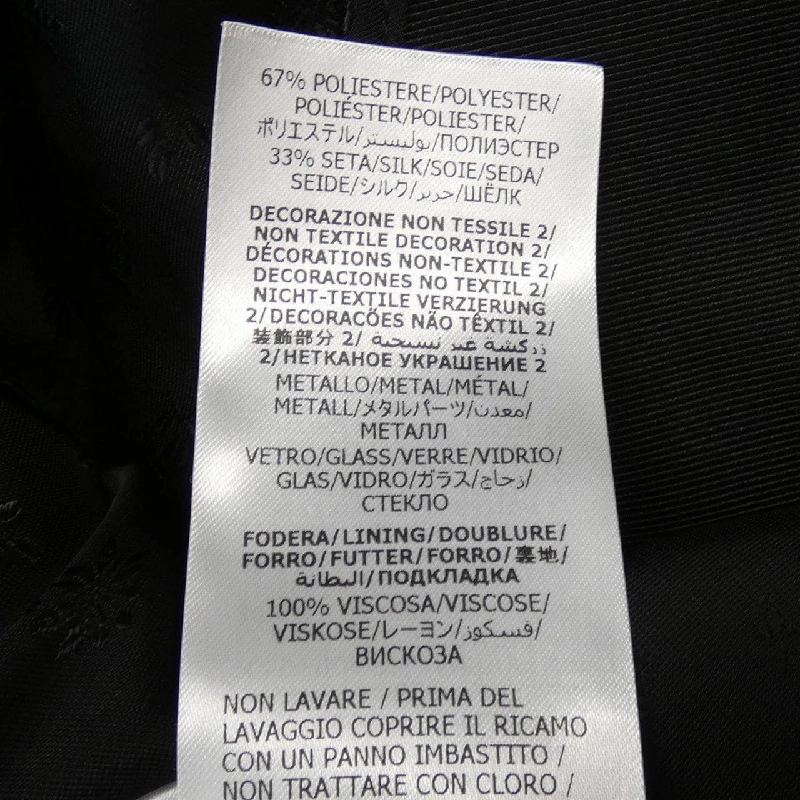 67% POLIESTERE/POLYESTER/
POLIÉSTER/POLIESTER/
ポリエステル/بوليستر/ПОЛИЭСТЕР
33% SETA/SILK/SOIE/SEDA/
SEIDE/シルク/حرير/ШЁЛК
DECORAZIONE NON TESSILE 2/
NON TEXTILE DECORATION 2/
DÉCORATIONS NON-TEXTILE 2/
DECORACIONES NO TEXTIL 2/
NICHT-TEXTILE VERZIERUNG
2/DECORAÇÕES NÃO TÊXTIL 2/
装飾部分 2/ زركشة غير نسيجية
2/НЕТКАНОЕ УКРАШЕНИЕ 2
METALLO/METAL/MÉTAL/
METALL/メタルパーツ/معدن/
МЕТАЛЛ
VETRO/GLASS/VERRE/VIDRIO/
GLAS/VIDRO/ガラス/زجاج/
СТЕКЛО
FODERA/LINING/DOUBLURE/
FORRO/FUTTER/FORRO/裏地/
البطانة/ПОДКЛАДКА
100% VISCOSA/VISCOSE/
VISKOSE/レーヨン/فسكوز/
ВИСКОЗА
NON LAVARE / PRIMA DEL
LAVAGGIO COPRIRE IL RICAMO
CON UN PANNO IMBASTITO /
NON TRATTARE CON CLORO /